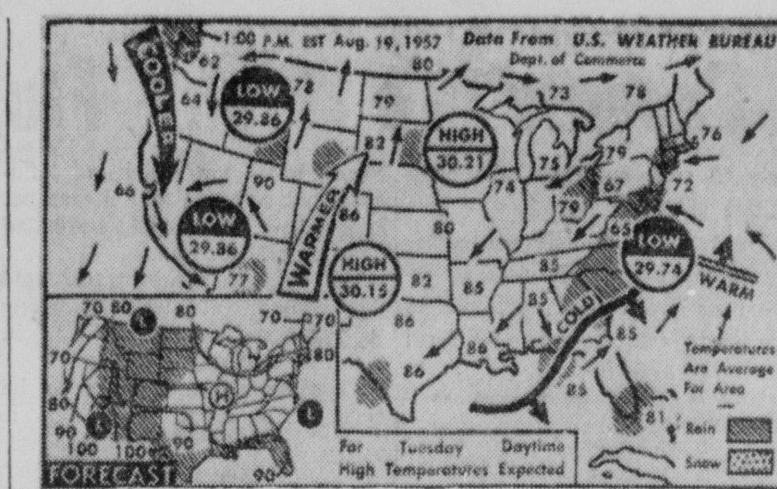 1:00 P.M. EST Aug. 19, 1957 Data From U.S. WEATHER BUREAU
Dept. of Commerce
COOLER
62
64
LOW
29.86
78
80
79
82
HIGH
30.21
73
78
76
79
75
74
67
72
79
65
66
90
LOW
29.86
77
WARMER
86
80
HIGH
30.15
82
85
85
85
COLD
LOW
29.74
WARM
86
86
86
85
85
81
Temperatures
Are Average
For Area
Rain
Snow
70 80 80 70 70
70 80
70
80
90
100 100 90
90
L
L
L
H
FORECAST
For Tuesday Daytime
High Temperatures Expected